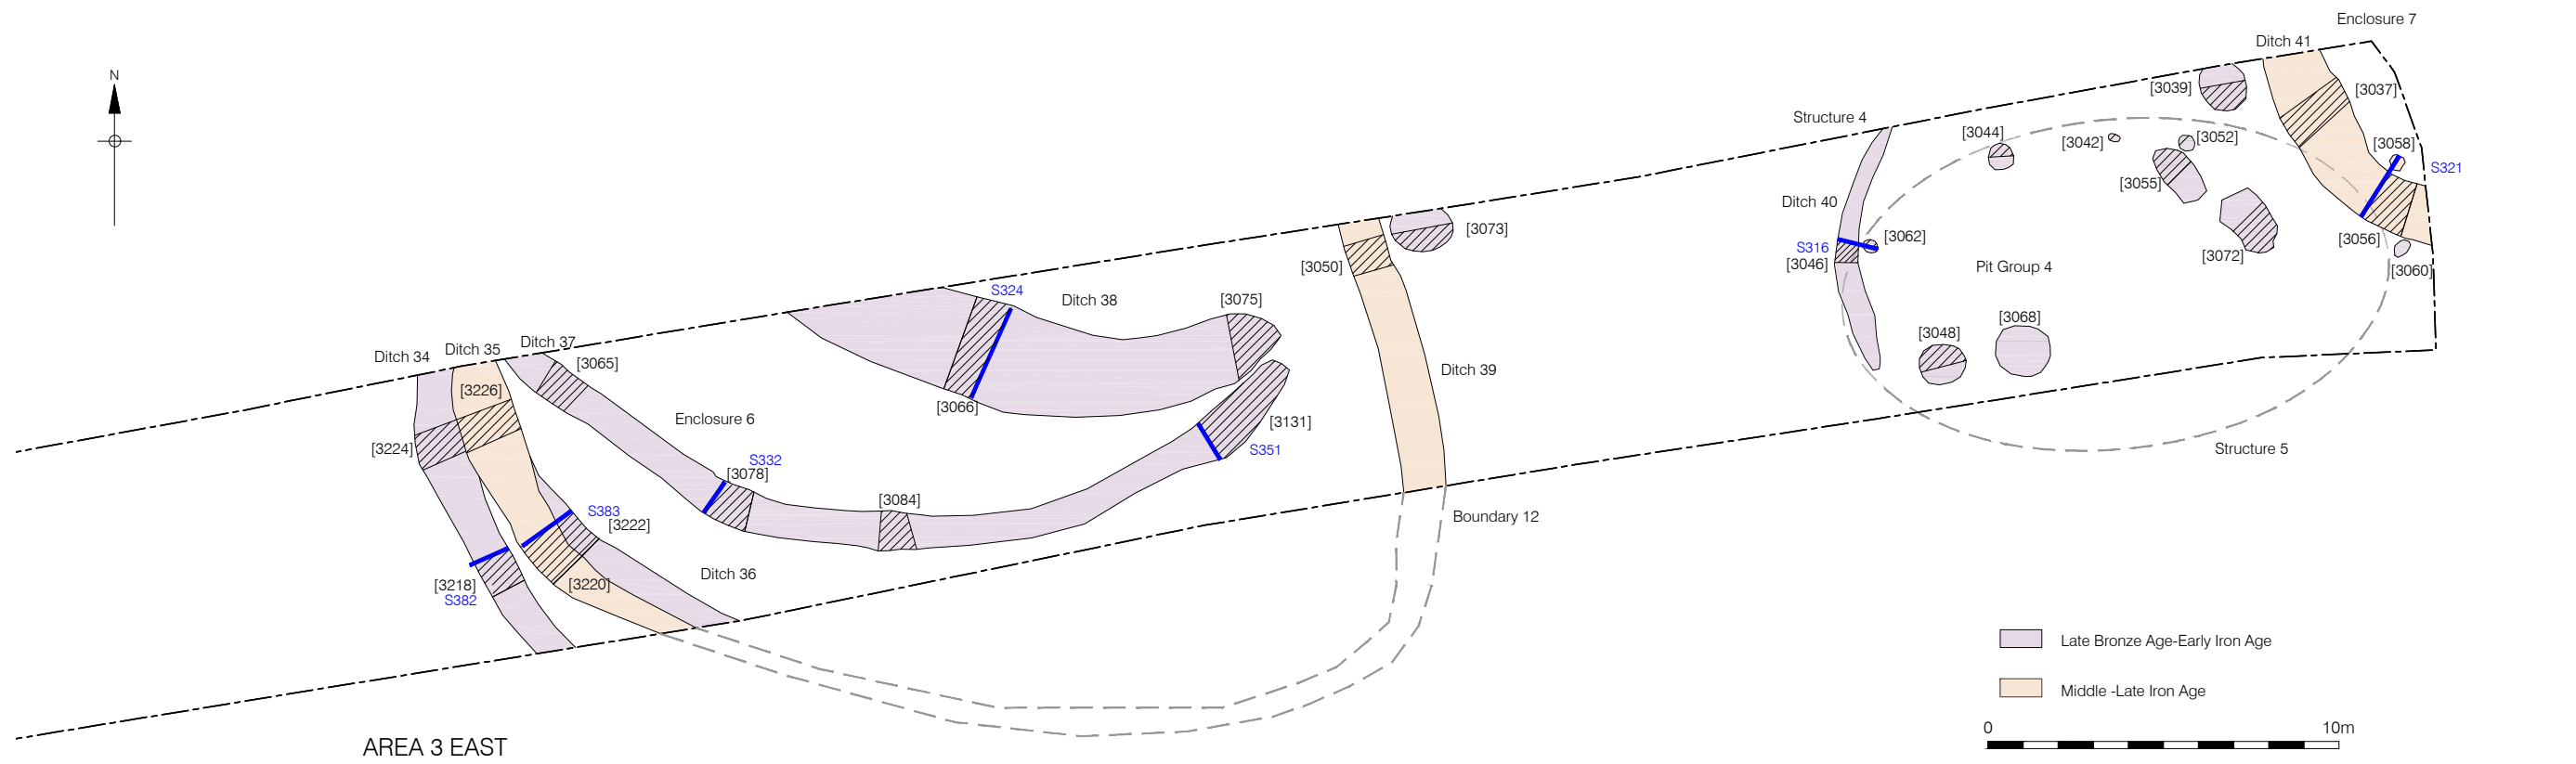 Enclosure 7
Ditch 41
N
[3039]
[3037]
Structure 4
[3044]
[3042]
[3052]
[3058]
S321
[3055]
Ditch 40
[3073]
[3062]
S316
[3046]
[3050]
[3056]
[3072]
[3060]
Pit Group 4
S324
Ditch 38
[3075]
[3048]
[3068]
Ditch 34
Ditch 35
Ditch 37
[3065]
Ditch 39
[3226]
[3066]
Enclosure 6
[3131]
[3224]
S351
Structure 5
S332
[3078]
[3084]
S383
[3222]
Boundary 12
Ditch 36
[3218]
[3220]
S382
Late Bronze Age-Early Iron Age
Middle -Late Iron Age
0 10m
AREA 3 EAST